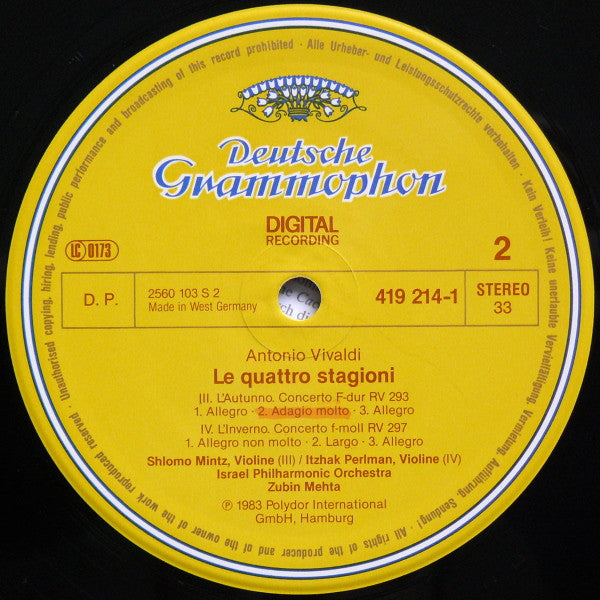 Unauthorised copying, hiring, lending, public performance and broadcasting of this record prohibited · Alle Urheber- und Leistungsschutzrechte vorbehalten · Kein Verleih! Keine unerlaubte Vervielfältigung, Vermietung, Aufführung, Sendung! · All rights of the producer and of the owner of the work reproduced reserved
Deutsche
Grammophon
DIGITAL
RECORDING
LC 0173
2
D. P.
2560 103 S 2
Made in West Germany
419 214-1
STEREO
33
Antonio Vivaldi
Le quattro stagioni
III. L'Autunno. Concerto F-dur RV 293
1. Allegro · 2. Adagio molto · 3. Allegro
IV. L'Inverno. Concerto f-moll RV 297
1. Allegro non molto · 2. Largo · 3. Allegro
Shlomo Mintz, Violine (III) / Itzhak Perlman, Violine (IV)
Israel Philharmonic Orchestra
Zubin Mehta
℗ 1983 Polydor International
GmbH, Hamburg